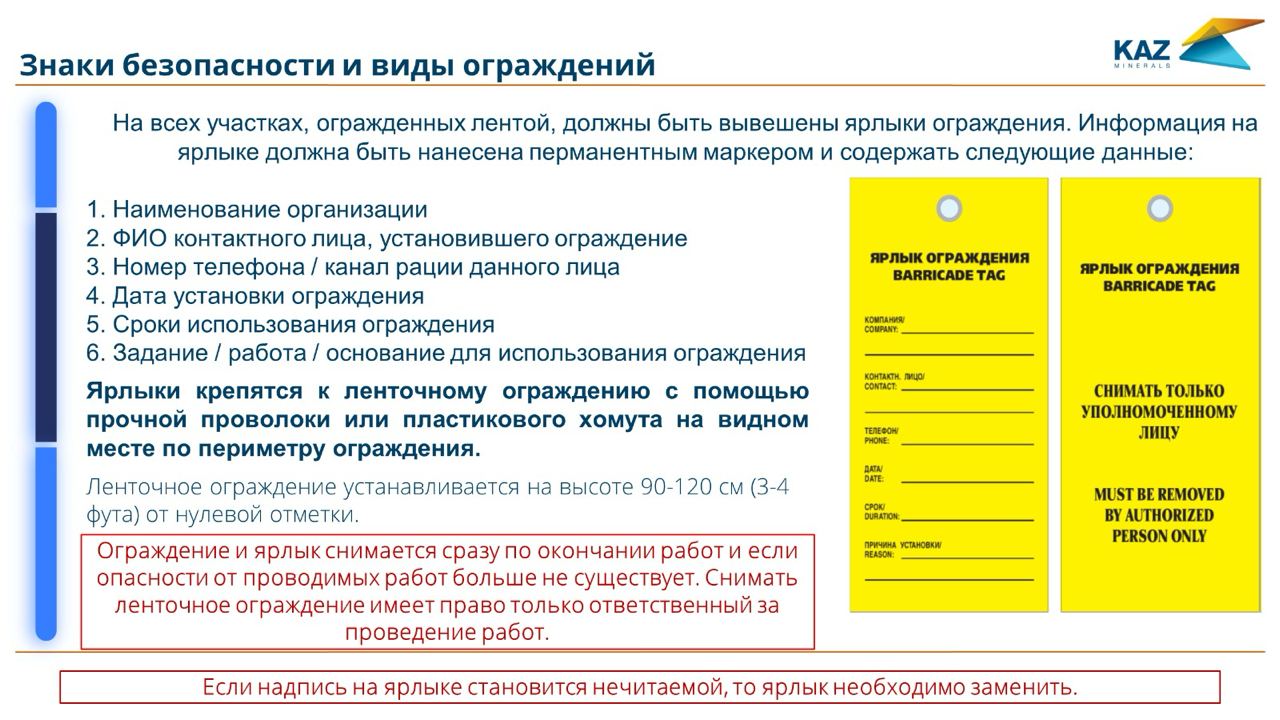 Знаки безопасности и виды ограждений
KAZ
MINERALS
На всех участках, огражденных лентой, должны быть вывешены ярлыки ограждения. Информация на
ярлыке должна быть нанесена перманентным маркером и содержать следующие данные:
1. Наименование организации
2. ФИО контактного лица, установившего ограждение
3. Номер телефона / канал рации данного лица
4. Дата установки ограждения
5. Сроки использования ограждения
6. Задание / работа / основание для использования ограждения
Ярлыки крепятся к ленточному ограждению с помощью
прочной проволоки или пластикового хомута на видном
месте по периметру ограждения.
Ленточное ограждение устанавливается на высоте 90-120 см (3-4
фута) от нулевой отметки.
Ограждение и ярлык снимается сразу по окончании работ и если
опасности от проводимых работ больше не существует. Снимать
ленточное ограждение имеет право только ответственный за
проведение работ.
ЯРЛЫК ОГРАЖДЕНИЯ
BARRICADE TAG
КОМПАНИЯ/
COMPANY:
КОНТАКТН. ЛИЦО/
CONTACT:
ТЕЛЕФОН/
PHONE:
ДАТА/
DATE:
СРОК/
DURATION:
ПРИЧИНА УСТАНОВКИ/
REASON:
ЯРЛЫК ОГРАЖДЕНИЯ
BARRICADE TAG
СНИМАТЬ ТОЛЬКО
УПОЛНОМОЧЕННОМУ
ЛИЦУ
MUST BE REMOVED
BY AUTHORIZED
PERSON ONLY
Если надпись на ярлыке становится нечитаемой, то ярлык необходимо заменить.